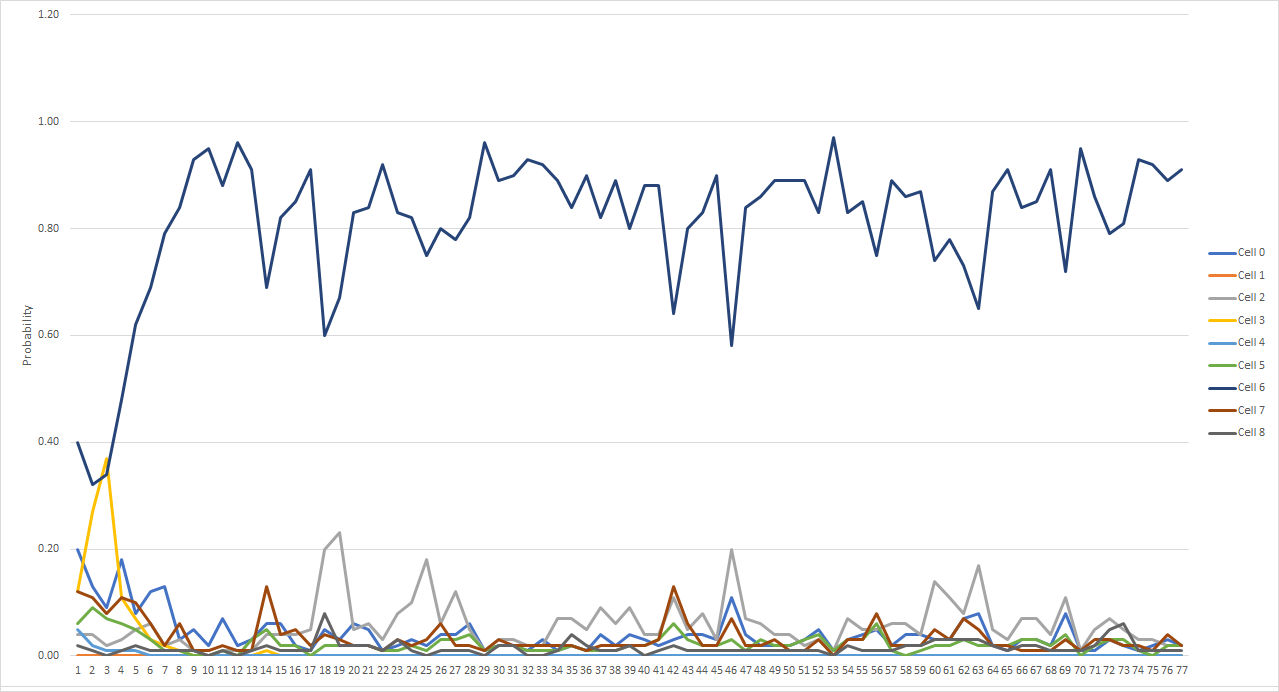 1.20
1.00
0.80
0.60
0.40
0.20
0.00
Probability
1 2 3 4 5 6 7 8 9 10 11 12 13 14 15 16 17 18 19 20 21 22 23 24 25 26 27 28 29 30 31 32 33 34 35 36 37 38 39 40 41 42 43 44 45 46 47 48 49 50 51 52 53 54 55 56 57 58 59 60 61 62 63 64 65 66 67 68 69 70 71 72 73 74 75 76 77
Cell 0
Cell 1
Cell 2
Cell 3
Cell 4
Cell 5
Cell 6
Cell 7
Cell 8